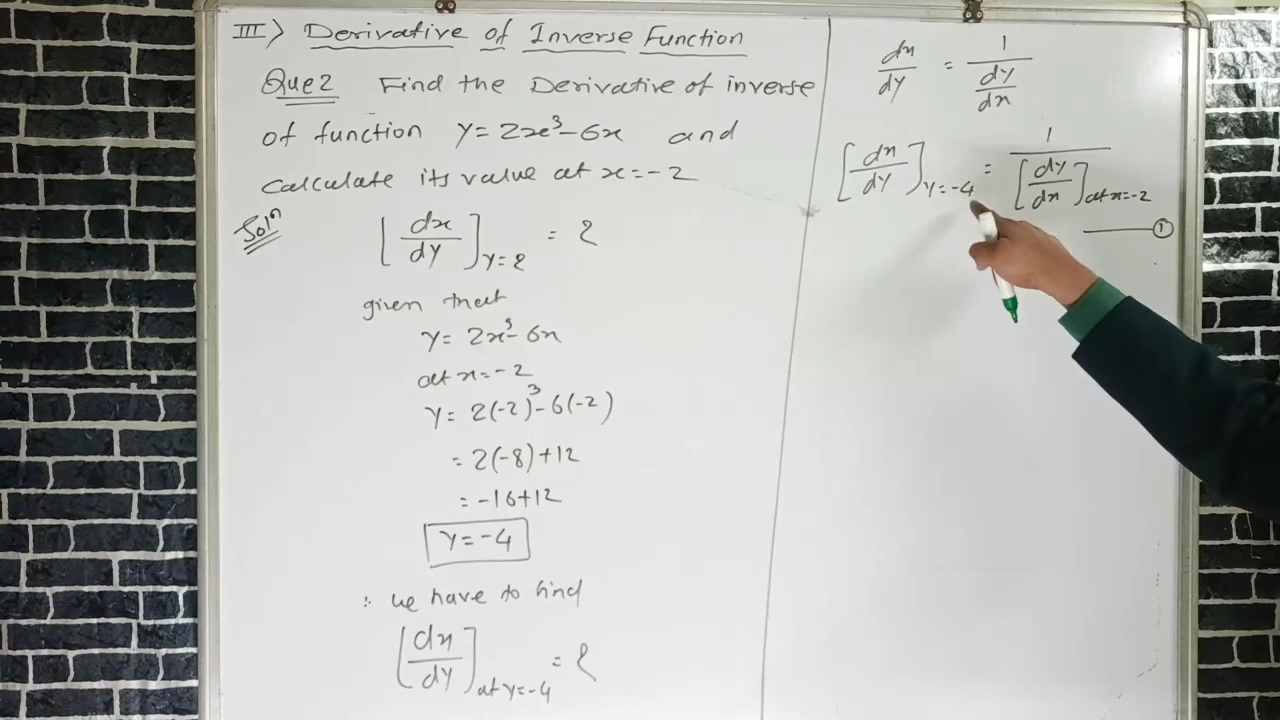 III) Derivative of Inverse Function
Que2 Find the Derivative of inverse
of function y = 2x³ - 6x and
calculate its value at x = -2
Solⁿ
[dx/dy]y=? = ?
given that
y = 2x³ - 6x
at x = -2
y = 2(-2)³ - 6(-2)
= 2(-8) + 12
= -16 + 12
y = -4
∴ we have to find
[dx/dy]at y=-4 = ?
dx/dy = 1/(dy/dx)
[dx/dy]y=-4 = 1/[dy/dx]at x=-2
—①